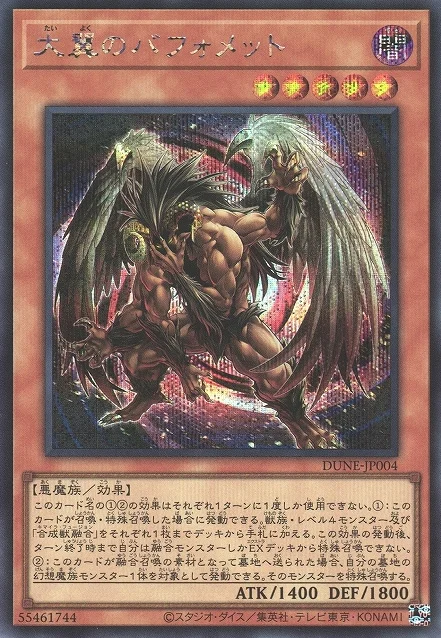 大翼のバフォメット
闇
DUNE-JP004
【悪魔族/効果】
このカード名の①②の効果はそれぞれ1ターンに1度しか使用できない。①:この
カードが召喚・特殊召喚した場合に発動できる。獣族・レベル4モンスター及び
「合成獣融合」をそれぞれ1枚までデッキから手札に加える。この効果の発動後、
ターン終了時まで自分は融合モンスターしかEXデッキから特殊召喚できない。
②:このカードが融合召喚の素材となって墓地へ送られた場合、自分の墓地の
幻想魔族モンスター1体を対象として発動できる。そのモンスターを特殊召喚する。
ATK/1400 DEF/1800
55461744 ©スタジオ・ダイス/集英社・テレビ東京・KONAMI